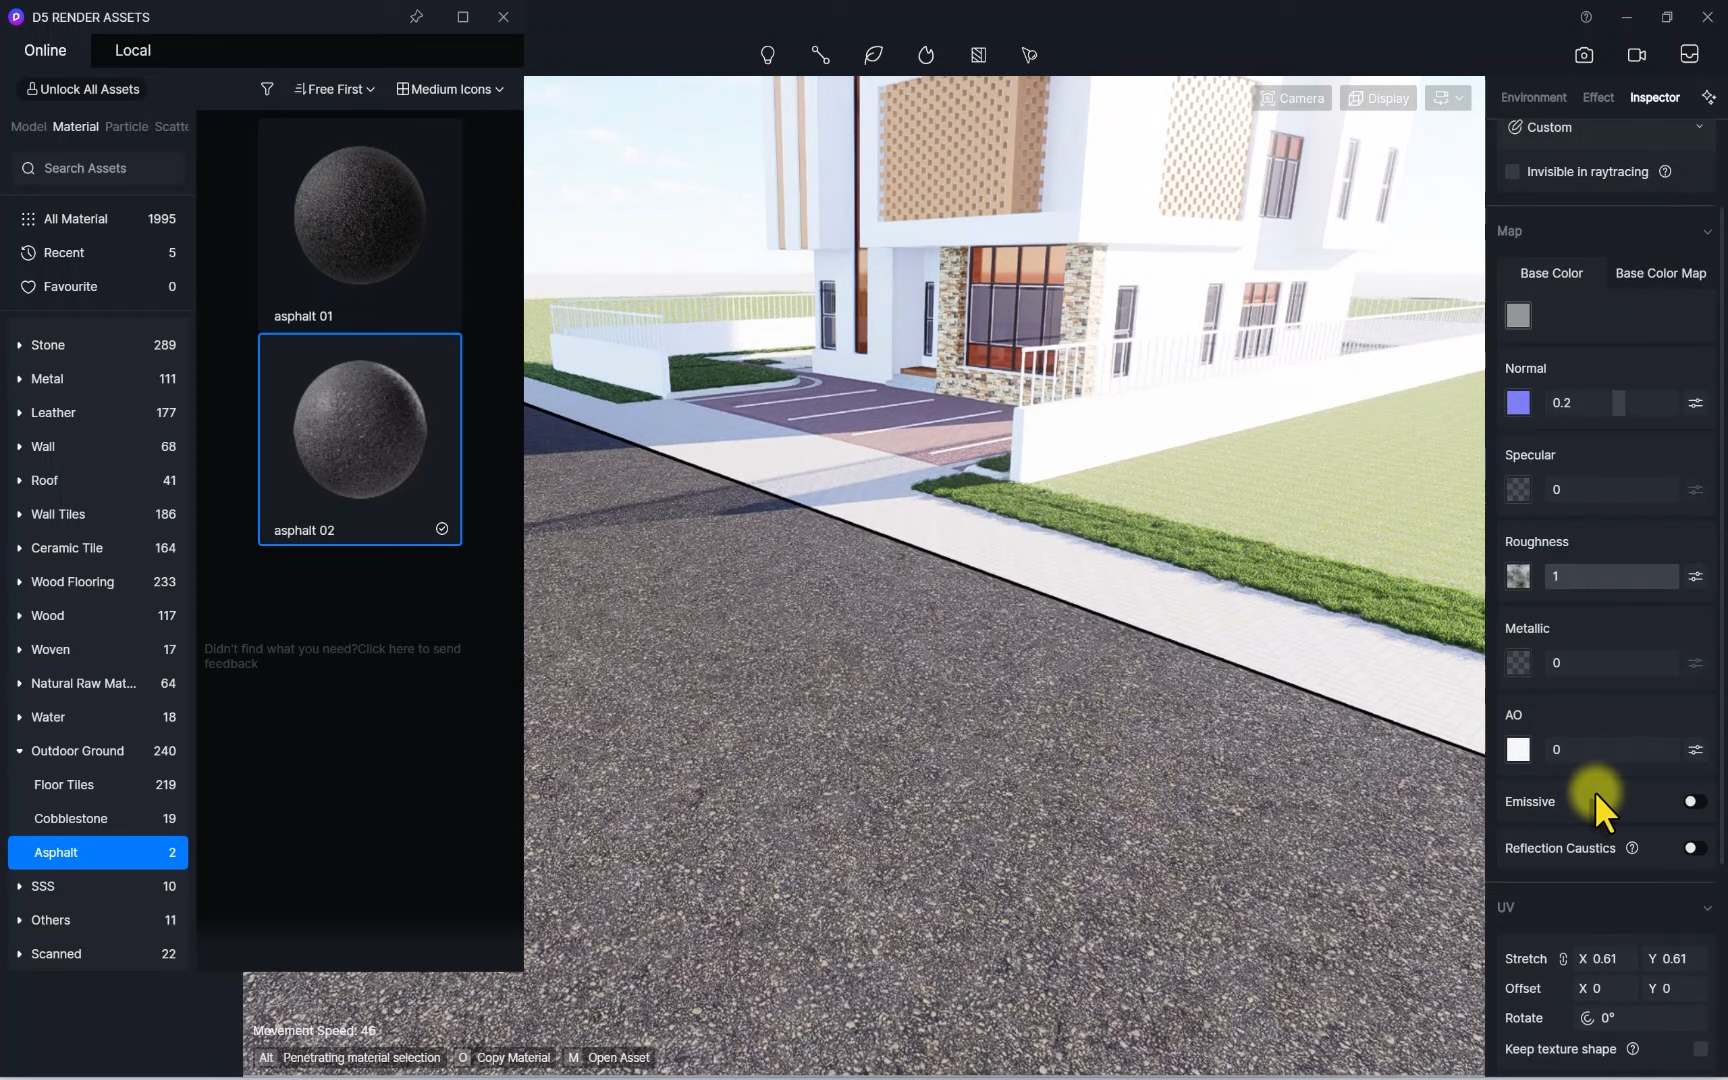 D5 RENDER ASSETS
Online
Local
Unlock All Assets
Free First
Medium Icons
Model Material Particle Scatte
Search Assets
All Material 1995
Recent 5
Favourite 0
Stone 289
Metal 111
Leather 177
Wall 68
Roof 41
Wall Tiles 186
Ceramic Tile 164
Wood Flooring 233
Wood 117
Woven 17
Natural Raw Mat... 64
Water 18
Outdoor Ground 240
Floor Tiles 219
Cobblestone 19
Asphalt 2
SSS 10
Others 11
Scanned 22
asphalt 01
asphalt 02
Didn't find what you need?Click here to send
feedback
Camera
Display
Movement Speed: 46
Alt Penetrating material selection O Copy Material M Open Asset
Environment Effect Inspector
Custom
Invisible in raytracing
Map
Base Color
Base Color Map
Normal
0.2
Specular
0
Roughness
1
Metallic
0
AO
0
Emissive
Reflection Caustics
UV
Stretch X 0.61 Y 0.61
Offset X 0 Y 0
Rotate 0°
Keep texture shape